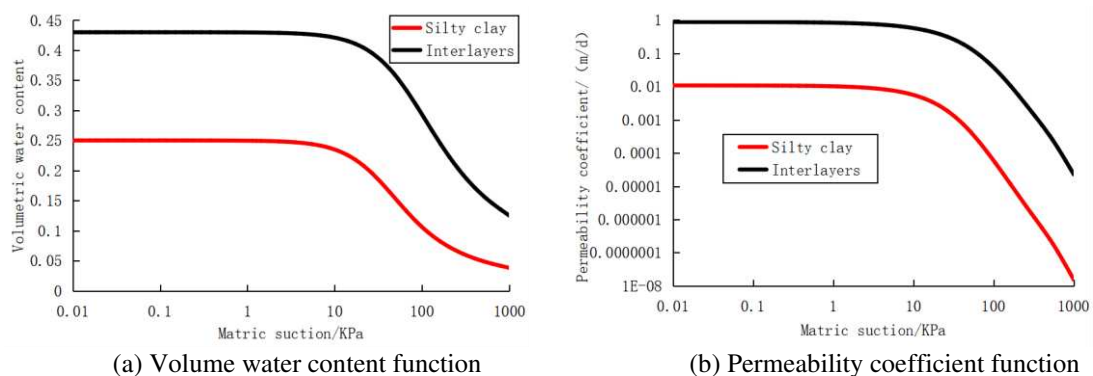 0.45
0.4
0.35
0.3
0.25
0.2
0.15
0.1
0.05
0
Volumetric water content
Silty clay
Interlayers
0.01 0.1 1 10 100 1000
Matric suction/KPa
(a) Volume water content function
1
0.1
0.01
0.001
0.0001
0.00001
0.000001
0.0000001
1E-08
Permeability coefficient/ (m/d)
Silty clay
Interlayers
0.01 0.1 1 10 100 1000
Matric suction/KPa
(b) Permeability coefficient function